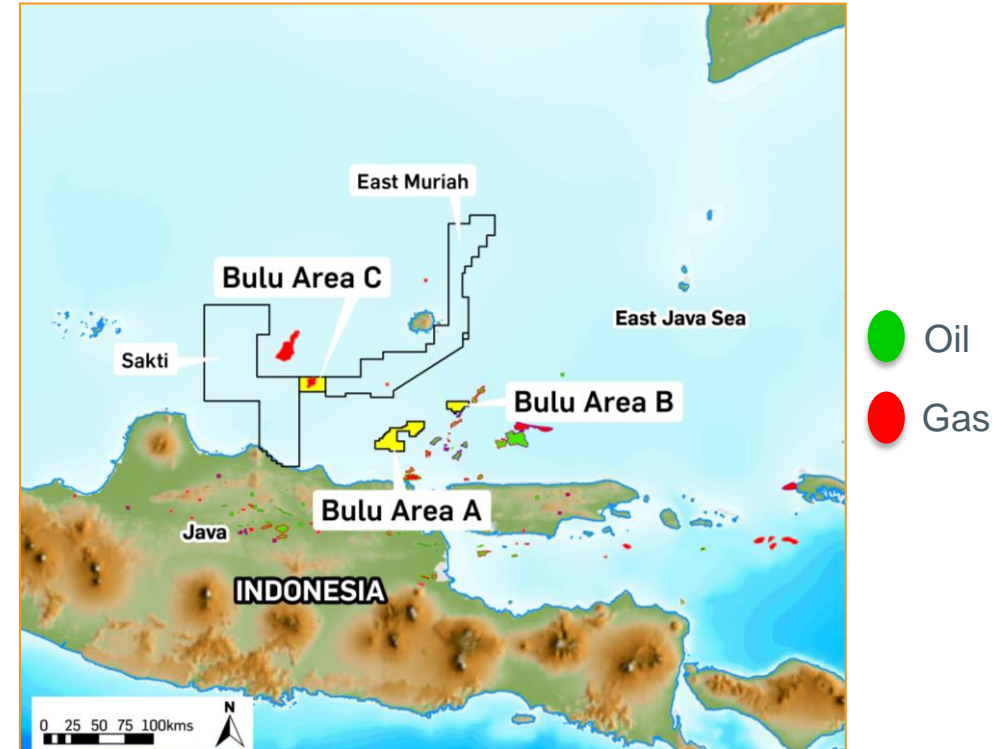 East Muriah
Bulu Area C
East Java Sea
Oil
Sakti
Bulu Area B
Gas
Bulu Area A
Java
INDONESIA
N
0 25 50 75 100kms